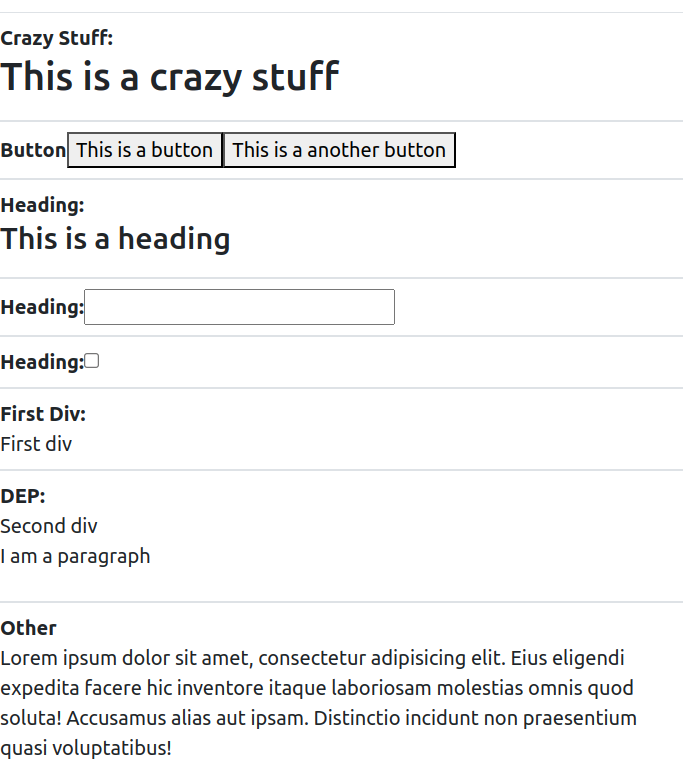 Crazy Stuff:
This is a crazy stuff
Button This is a button This is a another button
Heading:
This is a heading
Heading:
Heading:
First Div:
First div
DEP:
Second div
I am a paragraph
Other
Lorem ipsum dolor sit amet, consectetur adipisicing elit. Eius eligendi
expedita facere hic inventore itaque laboriosam molestias omnis quod
soluta! Accusamus alias aut ipsam. Distinctio incidunt non praesentium
quasi voluptatibus!